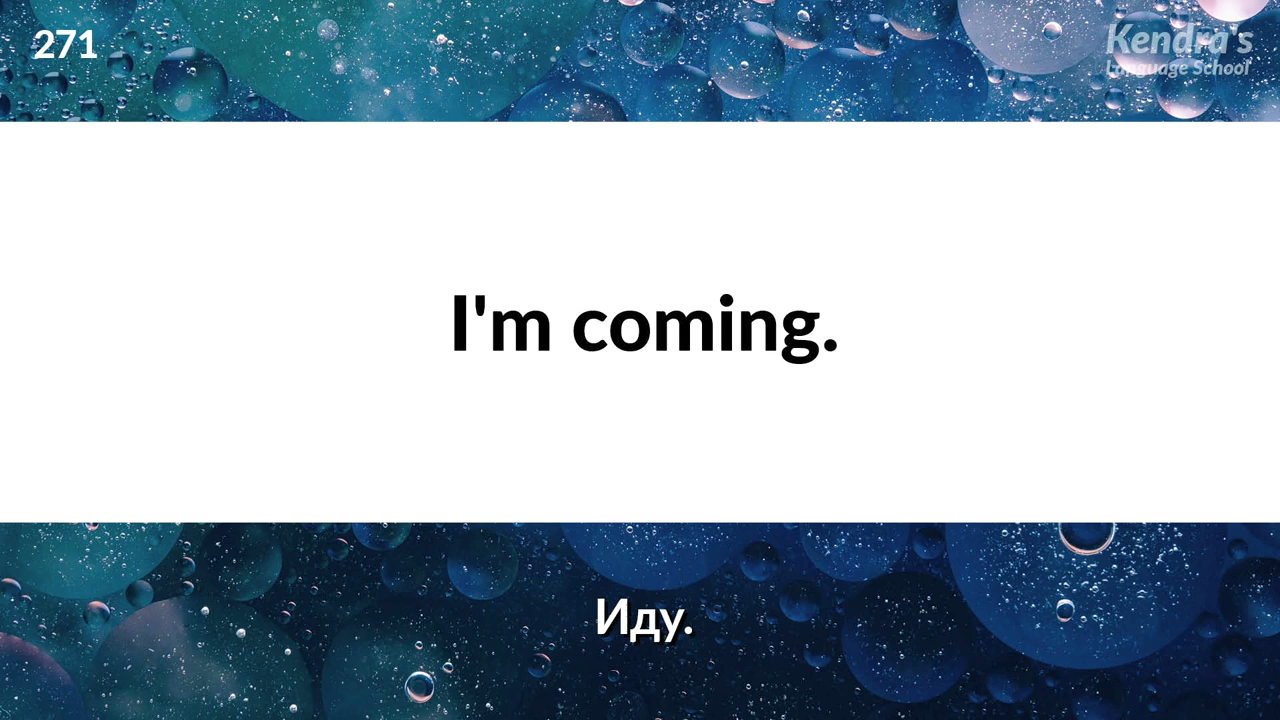 271
Kendra's
Language School
I'm coming.
Иду.